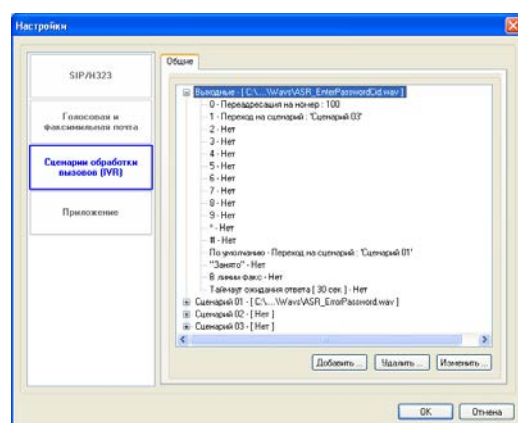 Настройки
SIP/H323
Голосовая и
факсимильная почта
Сценарии обработки
вызовов (IVR)
Приложение
Общие
Выходные - [ C:\...\Wavs\ASR_EnterPasswordCid.wav ]
0 - Переадресация на номер : 100
1 - Переход на сценарий : 'Сценарий 03'
2 - Нет
3 - Нет
4 - Нет
5 - Нет
6 - Нет
7 - Нет
8 - Нет
9 - Нет
* - Нет
# - Нет
По умолчанию - Переход на сценарий : 'Сценарий 01'
"Занято" - Нет
В линии факс - Нет
Таймаут ожидания ответа [ 30 сек. ] - Нет
Сценарий 01 - [ C:\...\Wavs\ASR_ErrorPassword.wav ]
Сценарий 02 - [ Нет ]
Сценарий 03 - [ Нет ]
Добавить ...
Удалить ...
Изменить ...
OK
Отмена